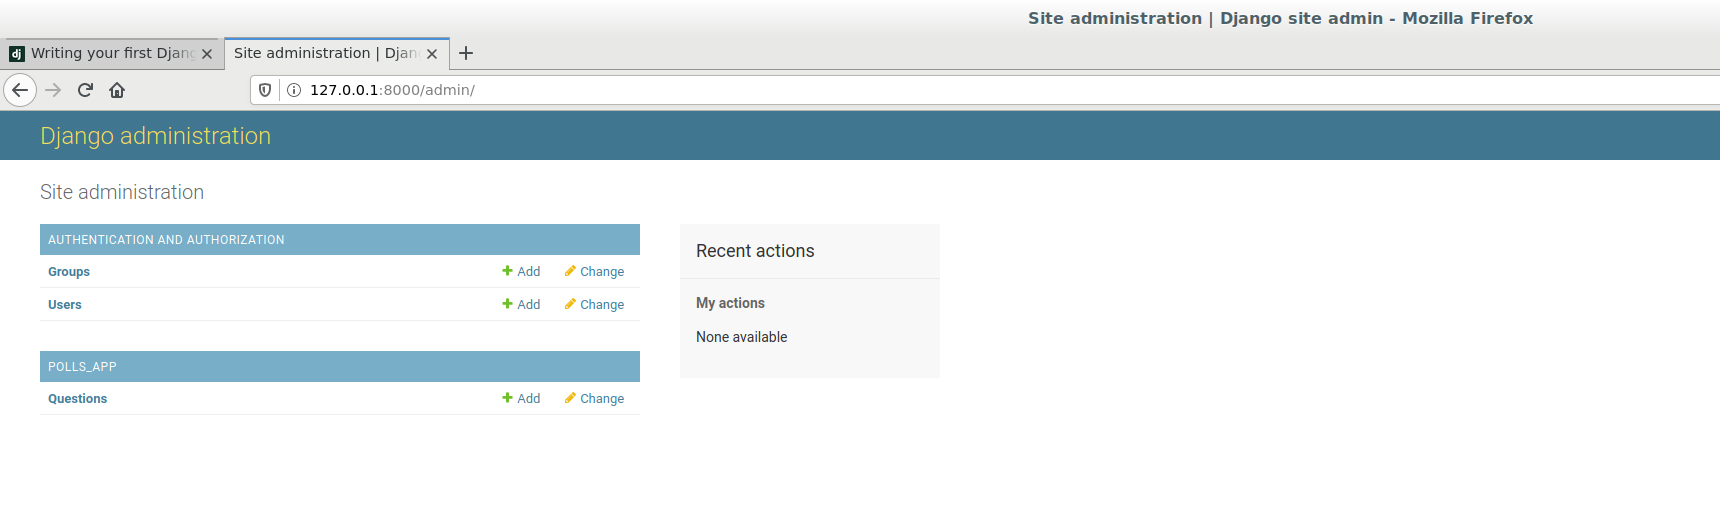 Site administration | Django site admin - Mozilla Firefox
dj Writing your first Djang
Site administration | Djan
127.0.0.1:8000/admin/
Django administration
Site administration
AUTHENTICATION AND AUTHORIZATION
Groups Add Change
Users Add Change
POLLS_APP
Questions Add Change
Recent actions
My actions
None available